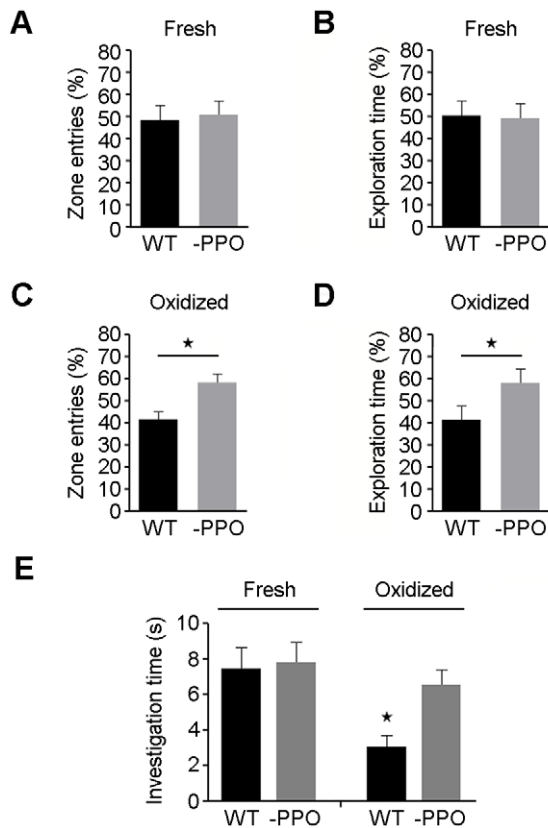 A
Fresh
Zone entries (%)
80
70
60
50
40
30
20
10
0
WT -PPO
B
Fresh
Exploration time (%)
80
70
60
50
40
30
20
10
0
WT -PPO
C
Oxidized
Zone entries (%)
80
70
60
50
40
30
20
10
0
★
WT -PPO
D
Oxidized
Exploration time (%)
80
70
60
50
40
30
20
10
0
★
WT -PPO
E
Fresh Oxidized
Investigation time (s)
10
8
6
4
2
0
★
WT -PPO WT -PPO